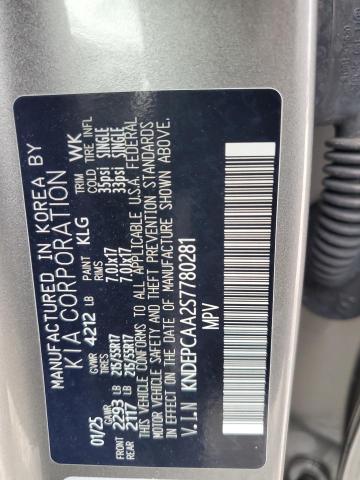 MANUFACTURED IN KOREA BY
KIA CORPORATION
01/25 GVWR 4212 LB PAINT KLG TRIM WK
GAWR TIRES RIMS COLD TIRE INFL
FRONT 2293 LB 215/55R17 7.0JX17 35psi SINGLE
REAR 2117 LB 215/55R17 7.0JX17 33psi SINGLE
THIS VEHICLE CONFORMS TO ALL APPLICABLE U.S.A. FEDERAL
MOTOR VEHICLE SAFETY AND THEFT PREVENTION STANDARDS
IN EFFECT ON THE DATE OF MANUFACTURE SHOWN ABOVE.
V.I.N KNDEPCAA2S7780281
MPV